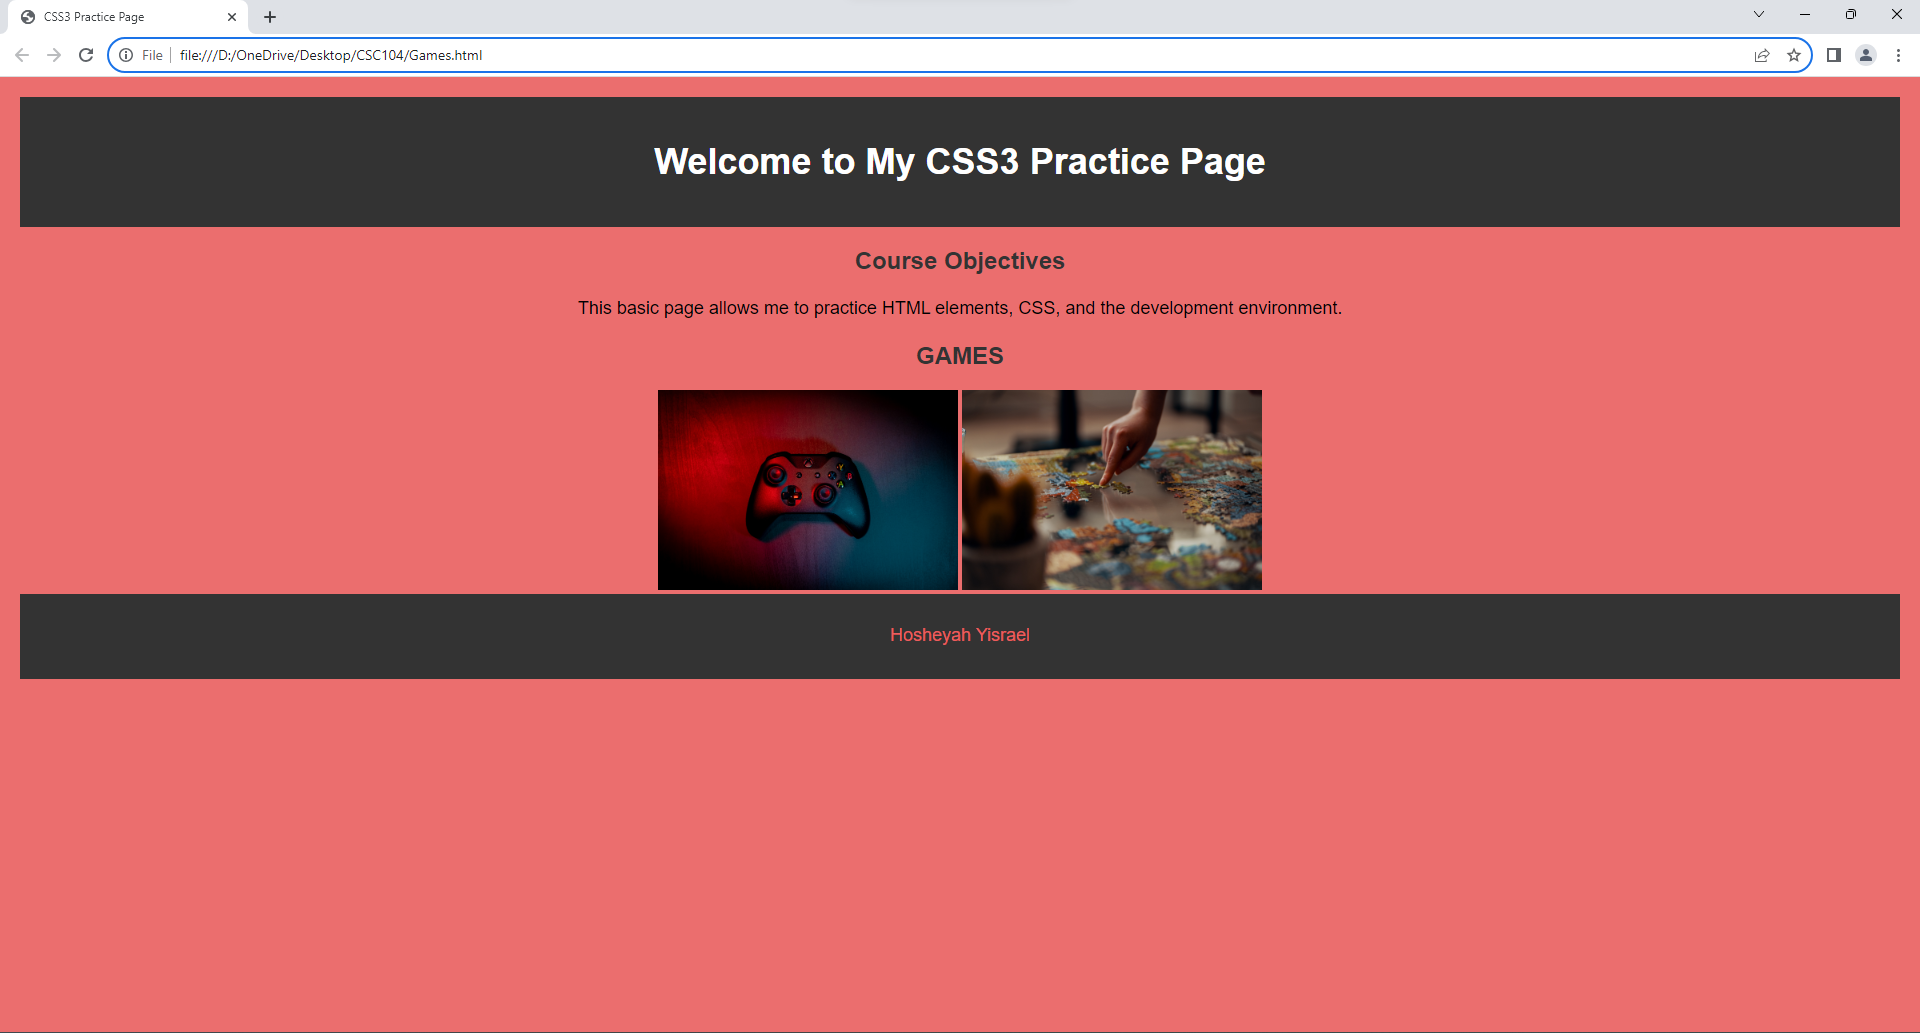 CSS3 Practice Page
File
file:///D:/OneDrive/Desktop/CSC104/Games.html
Welcome to My CSS3 Practice Page
Course Objectives
This basic page allows me to practice HTML elements, CSS, and the development environment.
GAMES
Hosheyah Yisrael